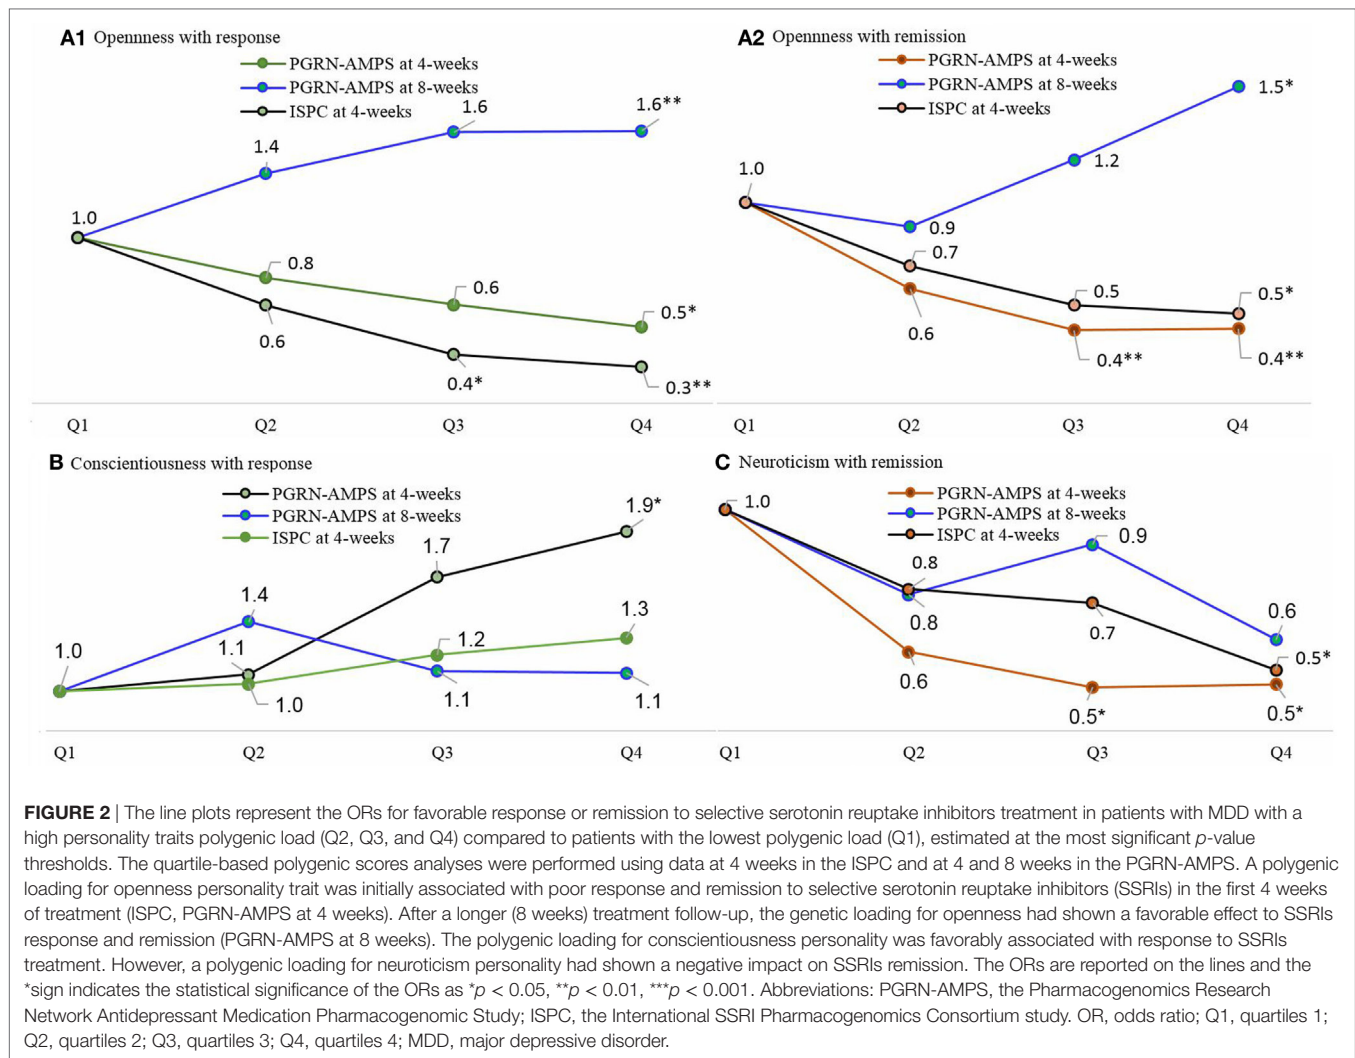 A1 Opennness with response
PGRN-AMPS at 4-weeks
PGRN-AMPS at 8-weeks
ISPC at 4-weeks
1.0
1.4
1.6
1.6**
0.8
0.6
0.5*
0.6
0.4*
0.3**
Q1 Q2 Q3 Q4
A2 Opennness with remission
PGRN-AMPS at 4-weeks
PGRN-AMPS at 8-weeks
ISPC at 4-weeks
1.0
0.9
1.2
1.5*
0.7
0.5
0.5*
0.6
0.4**
0.4**
Q1 Q2 Q3 Q4
B Conscientiousness with response
PGRN-AMPS at 4-weeks
PGRN-AMPS at 8-weeks
ISPC at 4-weeks
1.0
1.4
1.1
1.7
1.9*
1.0
1.2
1.3
1.1
1.1
Q1 Q2 Q3 Q4
C Neuroticism with remission
PGRN-AMPS at 4-weeks
PGRN-AMPS at 8-weeks
ISPC at 4-weeks
1.0
0.8
0.8
0.9
0.6
0.7
0.5*
0.6
0.5*
0.5*
Q1 Q2 Q3 Q4
FIGURE 2 | The line plots represent the ORs for favorable response or remission to selective serotonin reuptake inhibitors treatment in patients with MDD with a
high personality traits polygenic load (Q2, Q3, and Q4) compared to patients with the lowest polygenic load (Q1), estimated at the most significant p-value
thresholds. The quartile-based polygenic scores analyses were performed using data at 4 weeks in the ISPC and at 4 and 8 weeks in the PGRN-AMPS. A polygenic
loading for openness personality trait was initially associated with poor response and remission to selective serotonin reuptake inhibitors (SSRIs) in the first 4 weeks
of treatment (ISPC, PGRN-AMPS at 4 weeks). After a longer (8 weeks) treatment follow-up, the genetic loading for openness had shown a favorable effect to SSRIs
response and remission (PGRN-AMPS at 8 weeks). The polygenic loading for conscientiousness personality was favorably associated with response to SSRIs
treatment. However, a polygenic loading for neuroticism personality had shown a negative impact on SSRIs remission. The ORs are reported on the lines and the
*sign indicates the statistical significance of the ORs as *p < 0.05, **p < 0.01, ***p < 0.001. Abbreviations: PGRN-AMPS, the Pharmacogenomics Research
Network Antidepressant Medication Pharmacogenomic Study; ISPC, the International SSRI Pharmacogenomics Consortium study. OR, odds ratio; Q1, quartiles 1;
Q2, quartiles 2; Q3, quartiles 3; Q4, quartiles 4; MDD, major depressive disorder.